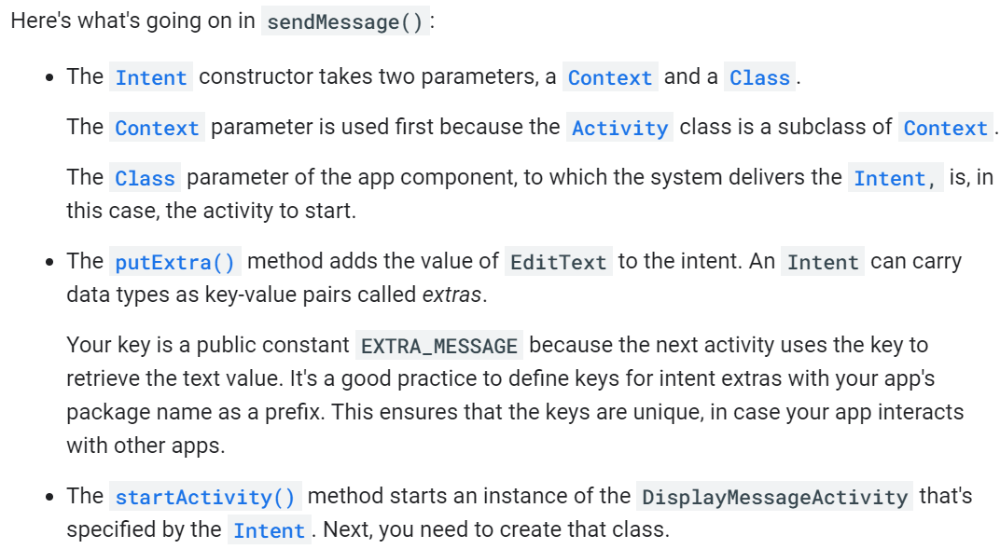 Here's what's going on in sendMessage():
• The Intent constructor takes two parameters, a Context and a Class.
The Context parameter is used first because the Activity class is a subclass of Context.
The Class parameter of the app component, to which the system delivers the Intent, is, in
this case, the activity to start.
• The putExtra() method adds the value of EditText to the intent. An Intent can carry
data types as key-value pairs called extras.
Your key is a public constant EXTRA_MESSAGE because the next activity uses the key to
retrieve the text value. It's a good practice to define keys for intent extras with your app's
package name as a prefix. This ensures that the keys are unique, in case your app interacts
with other apps.
• The startActivity() method starts an instance of the DisplayMessageActivity that's
specified by the Intent. Next, you need to create that class.